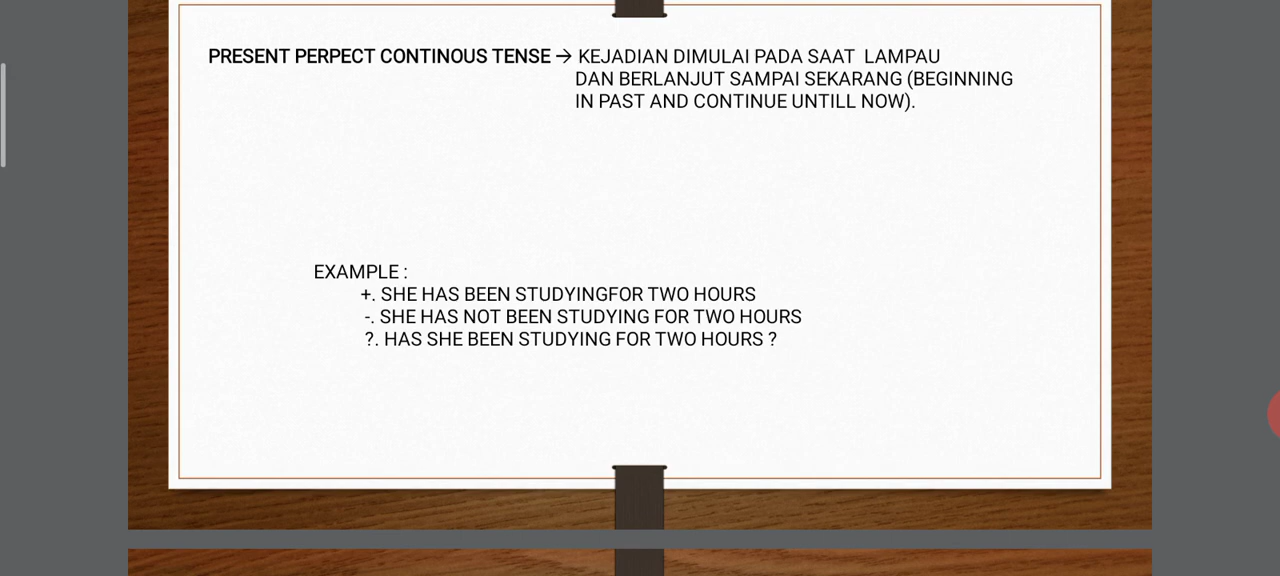 PRESENT PERPECT CONTINOUS TENSE → KEJADIAN DIMULAI PADA SAAT LAMPAU
DAN BERLANJUT SAMPAI SEKARANG (BEGINNING
IN PAST AND CONTINUE UNTILL NOW).
EXAMPLE :
+. SHE HAS BEEN STUDYINGFOR TWO HOURS
-. SHE HAS NOT BEEN STUDYING FOR TWO HOURS
?. HAS SHE BEEN STUDYING FOR TWO HOURS ?